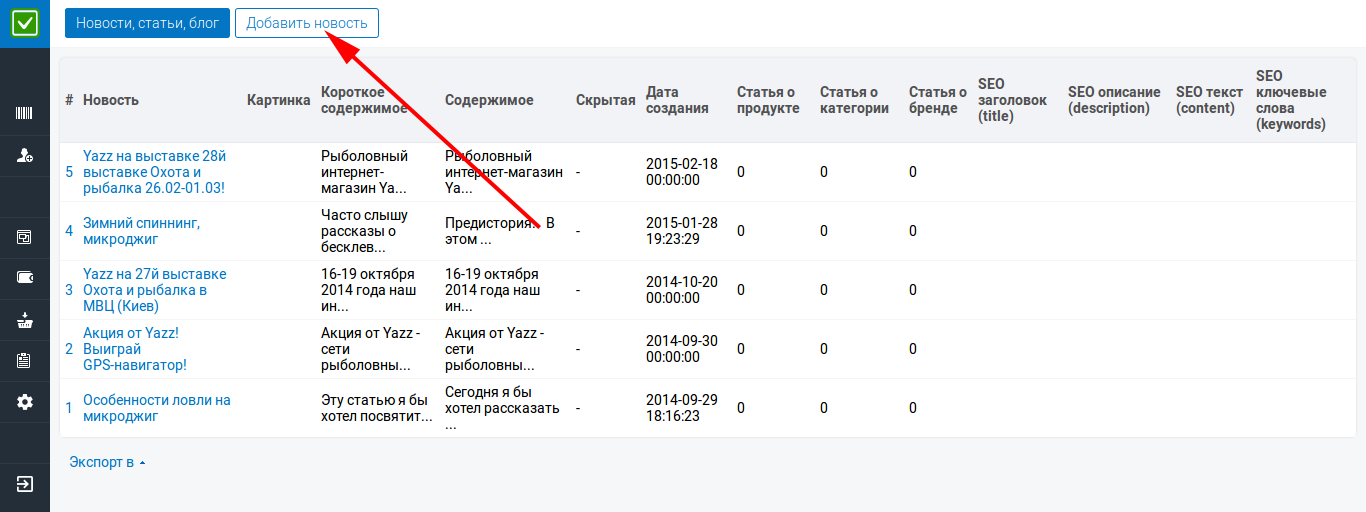 Новости, статьи, блог
Добавить новость
#
Новость
Картинка
Короткое
содержимое
Содержимое
Скрытая
Дата
создания
Статья о
продукте
Статья о
категории
Статья о
бренде
SEO
заголовок
(title)
SEO описание
(description)
SEO текст
(content)
SEO
ключевые
слова
(keywords)
5
Yazz на выставке 28й
выставке Охота и
рыбалка 26.02-01.03!
Рыболовный
интернет-
магазин Ya...
Рыболовный
интернет-магазин
Ya...
-
2015-02-18
00:00:00
0
0
0
4
Зимний спиннинг,
микроджиг
Часто слышу
рассказы о
бесклев...
Предистория. В
этом ...
-
2015-01-28
19:23:29
0
0
0
3
Yazz на 27й выставке
Охота и рыбалка в
МВЦ (Киев)
16-19 октября
2014 года наш
ин...
16-19 октября
2014 года наш
ин...
-
2014-10-20
00:00:00
0
0
0
2
Акция от Yazz!
Выиграй
GPS-навигатор!
Акция от Yazz -
сети
рыболовны...
Акция от Yazz -
сети
рыболовны...
-
2014-09-30
00:00:00
0
0
0
1
Особенности ловли на
микроджиг
Эту статью я бы
хотел посвятит...
Сегодня я бы
хотел рассказать
...
-
2014-09-29
18:16:23
0
0
0
Экспорт в